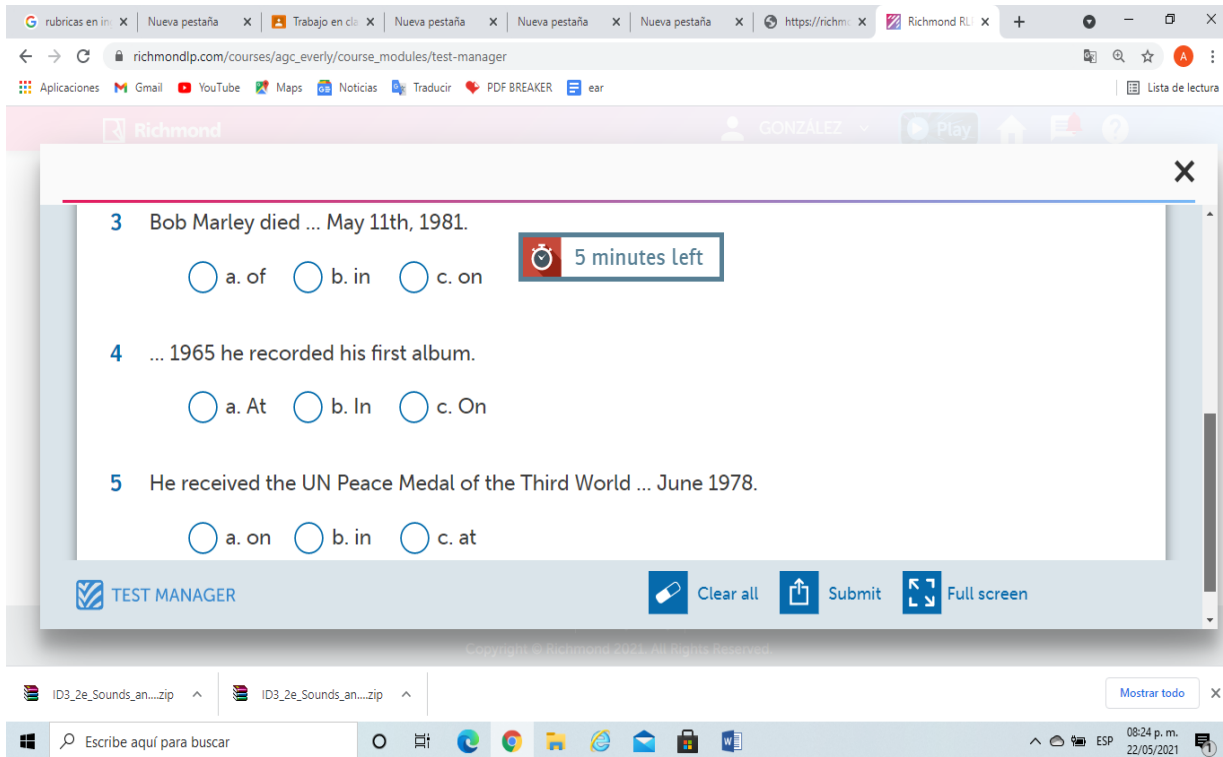 rubricas en in
Nueva pestaña
Trabajo en cla
Nueva pestaña
Nueva pestaña
Nueva pestaña
https://richm
Richmond RL
richmondlp.com/courses/agc_everly/course_modules/test-manager
A
Aplicaciones Gmail YouTube Maps Noticias Traducir PDF BREAKER ear Lista de lectura
Richmond GONZÁLEZ Play
3 Bob Marley died ... May 11th, 1981.
5 minutes left
a. of b. in c. on
4 ... 1965 he recorded his first album.
a. At b. In c. On
5 He received the UN Peace Medal of the Third World ... June 1978.
a. on b. in c. at
TEST MANAGER Clear all Submit Full screen
Copyright © Richmond 2021. All Rights Reserved.
ID3_2e_Sounds_an....zip ID3_2e_Sounds_an....zip Mostrar todo
Escribe aquí para buscar ESP 08:24 p. m.
22/05/2021